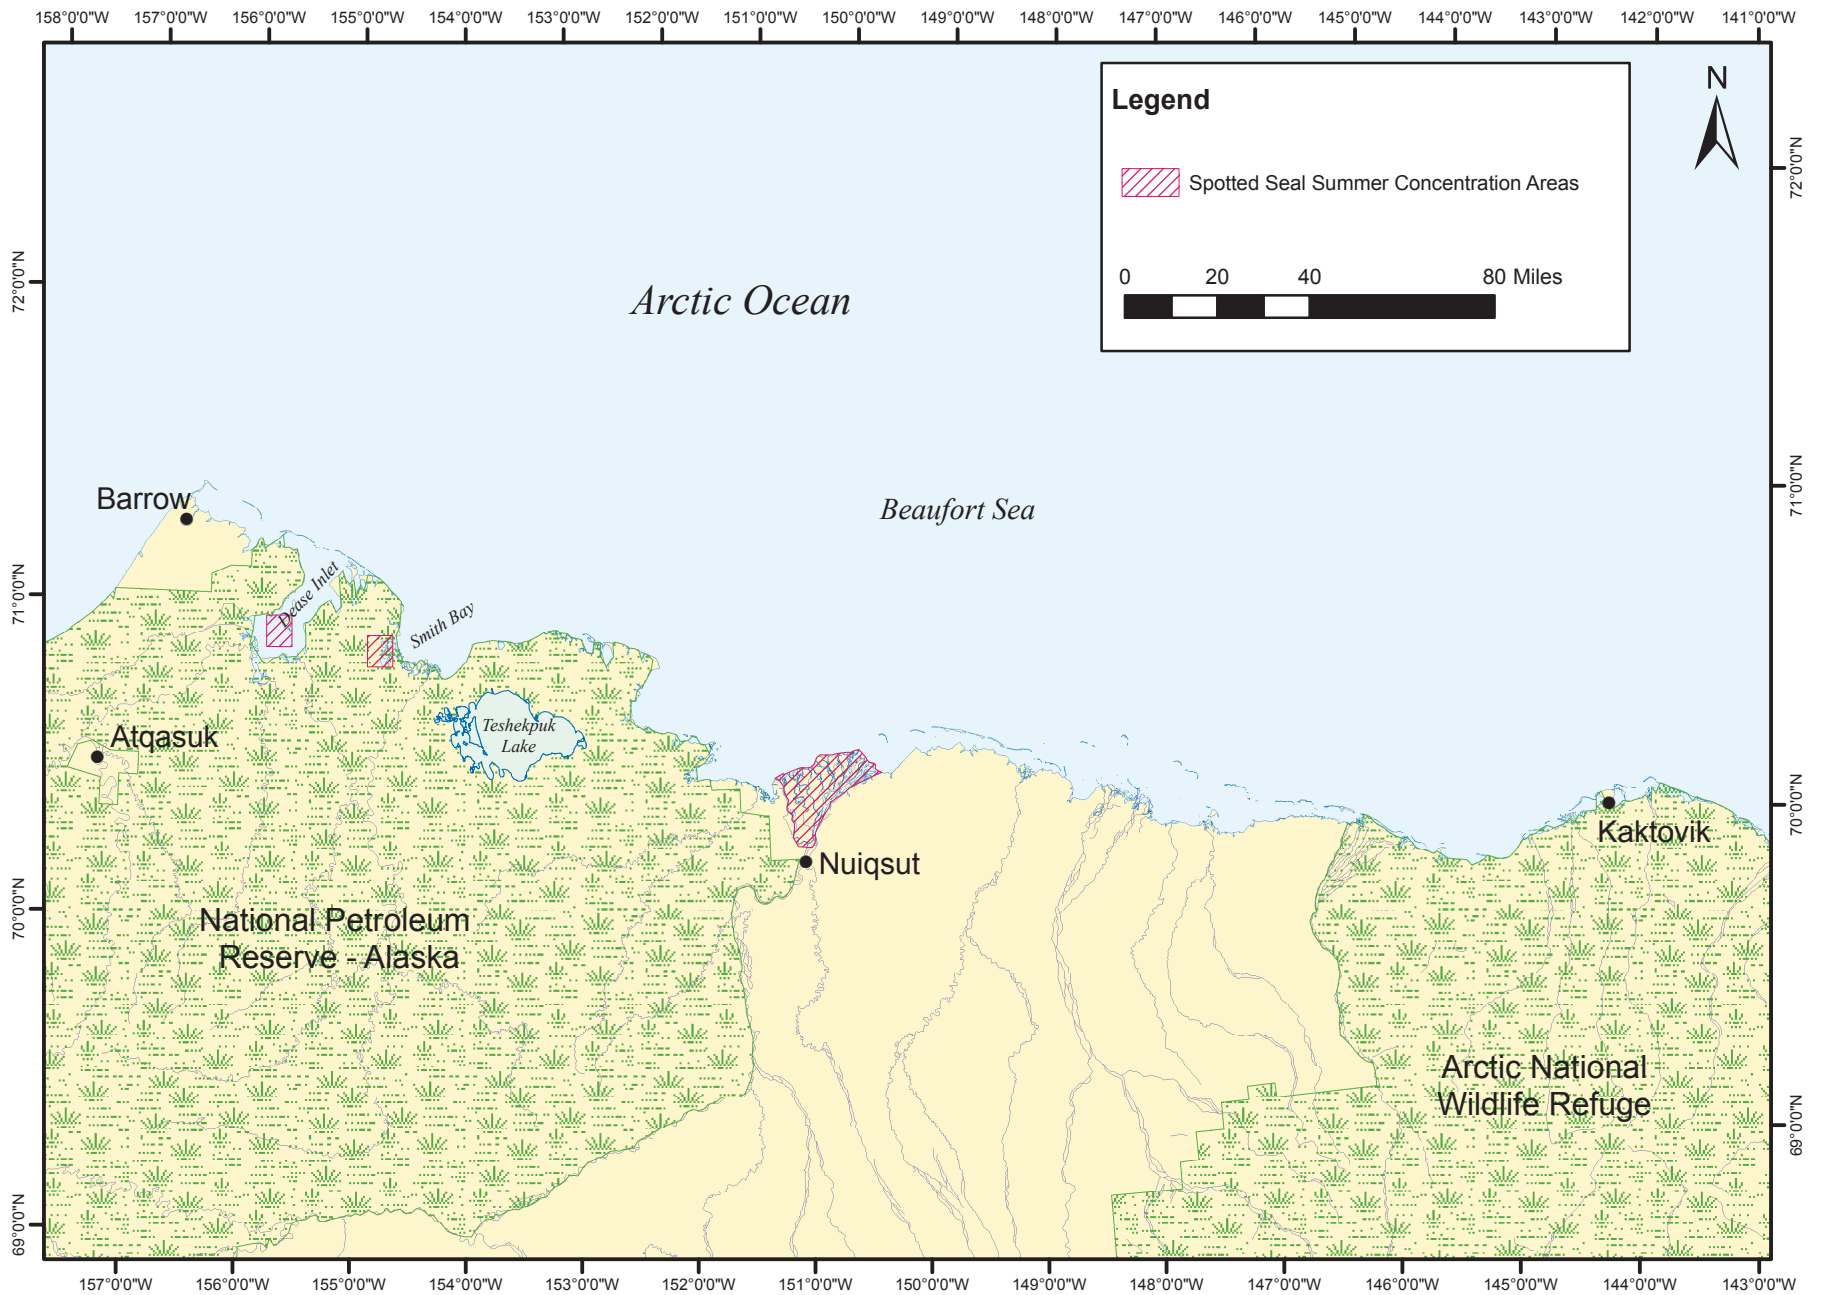 158°0'0"W 157°0'0"W 156°0'0"W 155°0'0"W 154°0'0"W 153°0'0"W 152°0'0"W 151°0'0"W 150°0'0"W 149°0'0"W 148°0'0"W 147°0'0"W 146°0'0"W 145°0'0"W 144°0'0"W 143°0'0"W 142°0'0"W 141°0'0"W
N
Legend
Spotted Seal Summer Concentration Areas
0 20 40 80 Miles
72°0'0"N
72°0'0"N
Arctic Ocean
71°0'0"N
Barrow
Beaufort Sea
71°0'0"N
Dease Inlet
Smith Bay
Teshekpuk
Lake
Atqasuk
70°0'0"N
Kaktovik
Nuiqsut
70°0'0"N
National Petroleum
Reserve - Alaska
Arctic National
Wildlife Refuge
69°0'0"N
69°0'0"N
157°0'0"W 156°0'0"W 155°0'0"W 154°0'0"W 153°0'0"W 152°0'0"W 151°0'0"W 150°0'0"W 149°0'0"W 148°0'0"W 147°0'0"W 146°0'0"W 145°0'0"W 144°0'0"W 143°0'0"W